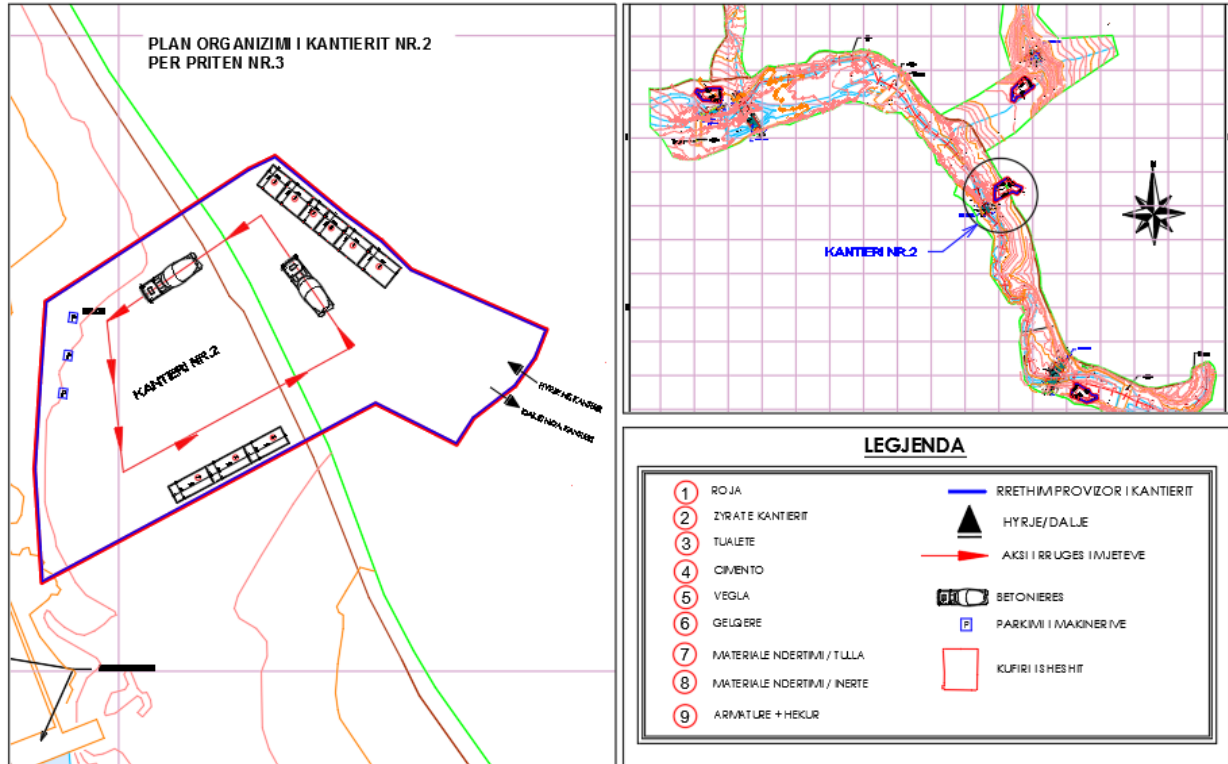 PLAN ORGANIZIMI I KANTIERIT NR.2
PER PRITEN NR.3
KANTIERI NR.2
HYRJE NE KANTIER
DALJE NGA KANTIERI
P
P
P
N
KANTIERI NR.2
LEGJENDA
1 ROJA
2 ZYRAT E KANTIERIT
3 TUALETE
4 CIMENTO
5 VEGLA
6 GELQERE
7 MATERIALE NDERTIMI / TULLA
8 MATERIALE NDERTIMI / INERTE
9 ARMATURE + HEKUR
RRETHIM PROVIZOR I KANTIERIT
HYRJE/DALJE
AKSI I RRUGES I MJETEVE
BETONIERES
P PARKIMI I MAKINERIVE
KUFIRI I SHESHIT